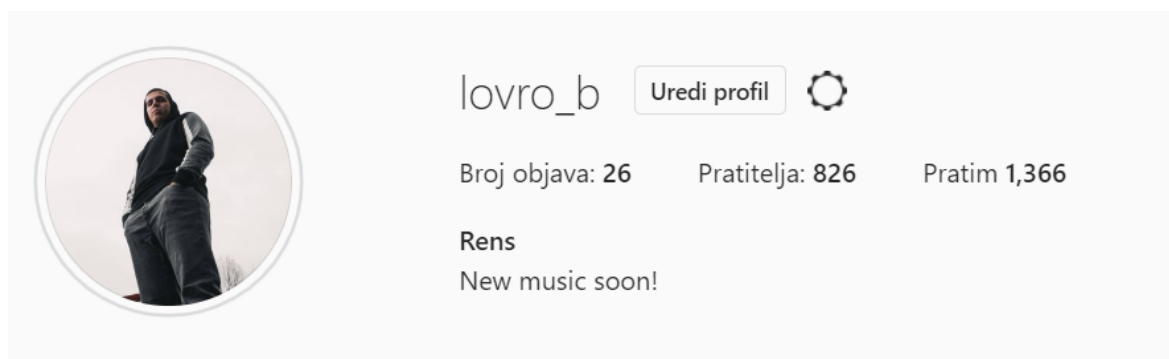 lovro_b Uredi profil
Broj objava: 26 Pratitelja: 826 Pratim 1,366
Rens
New music soon!